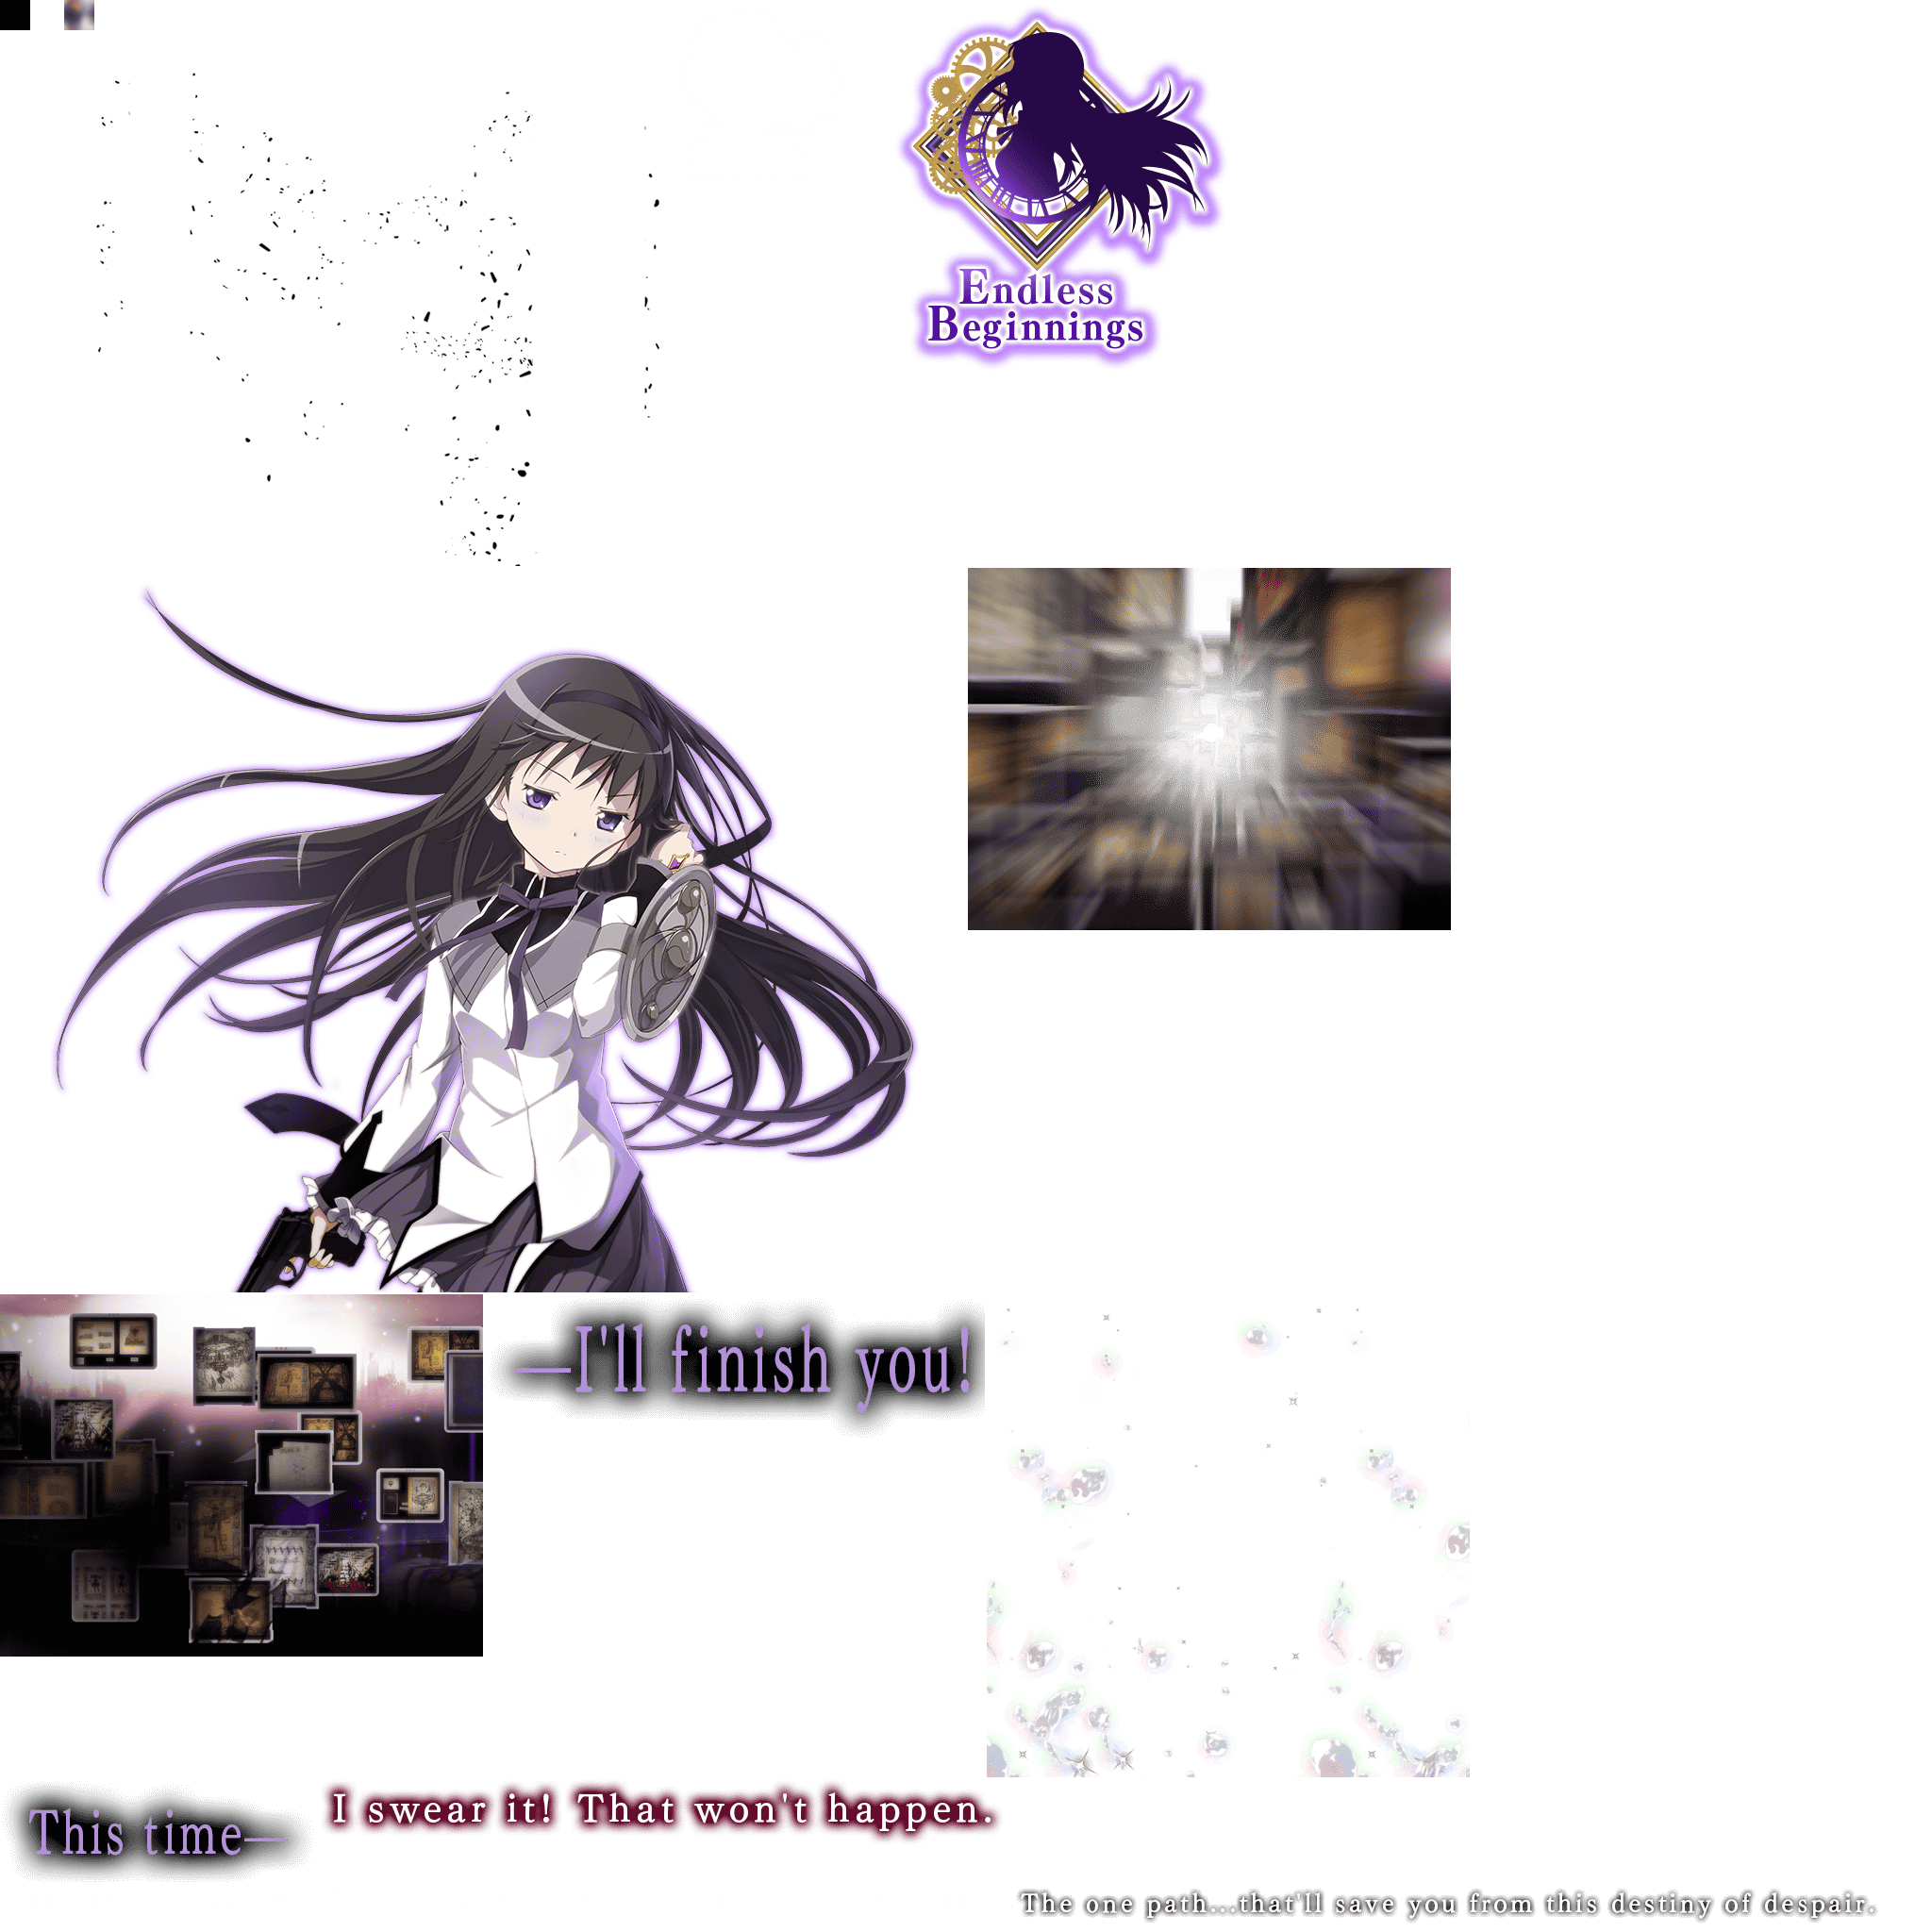 Endless
Beginnings
—I'll finish you!
This time—
I swear it! That won't happen.
The one path...that'll save you from this destiny of despair.